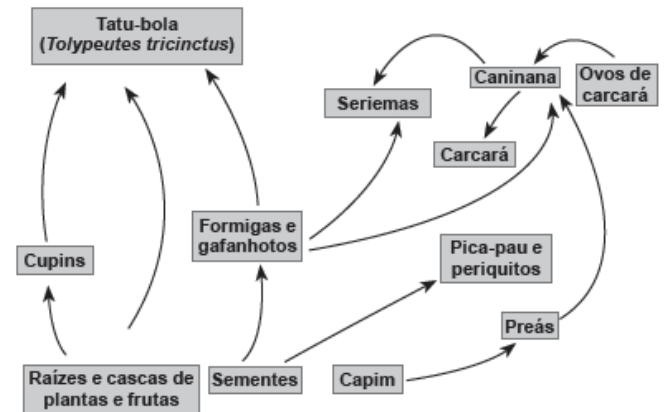 Tatu-bola
(Tolypeutes tricinctus)
Caninana
Ovos de
carcará
Seriemas
Carcará
Formigas e
gafanhotos
Pica-pau e
periquitos
Cupins
Preás
Raízes e cascas de
plantas e frutas
Sementes
Capim